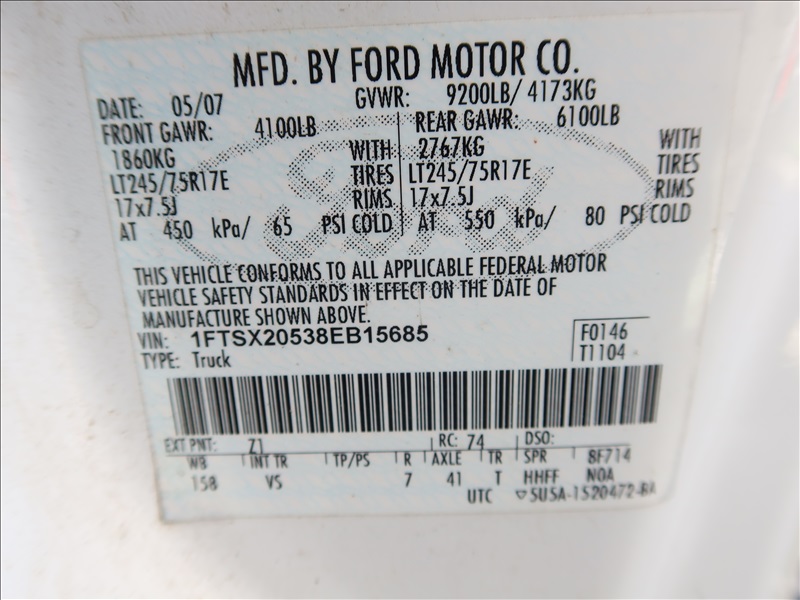 MFD. BY FORD MOTOR CO.
DATE: 05/07 GVWR: 9200LB/ 4173KG
FRONT GAWR: 4100LB REAR GAWR: 6100LB
1860KG WITH 2767KG WITH
LT245/75R17E TIRES LT245/75R17E TIRES
17x7.5J RIMS 17x7.5J RIMS
AT 450 kPa/ 65 PSI COLD AT 550 kPa/ 80 PSI COLD
THIS VEHICLE CONFORMS TO ALL APPLICABLE FEDERAL MOTOR
VEHICLE SAFETY STANDARDS IN EFFECT ON THE DATE OF
MANUFACTURE SHOWN ABOVE.
VIN: 1FTSX20538EB15685 F0146
TYPE: Truck T1104
EXT PNT: Z1 RC: 74 DSO:
WB INT TR TP/PS R AXLE TR SPR 8F714
158 VS 7 41 T HHFF NOA
UTC ▽5U5A-1520472-BA